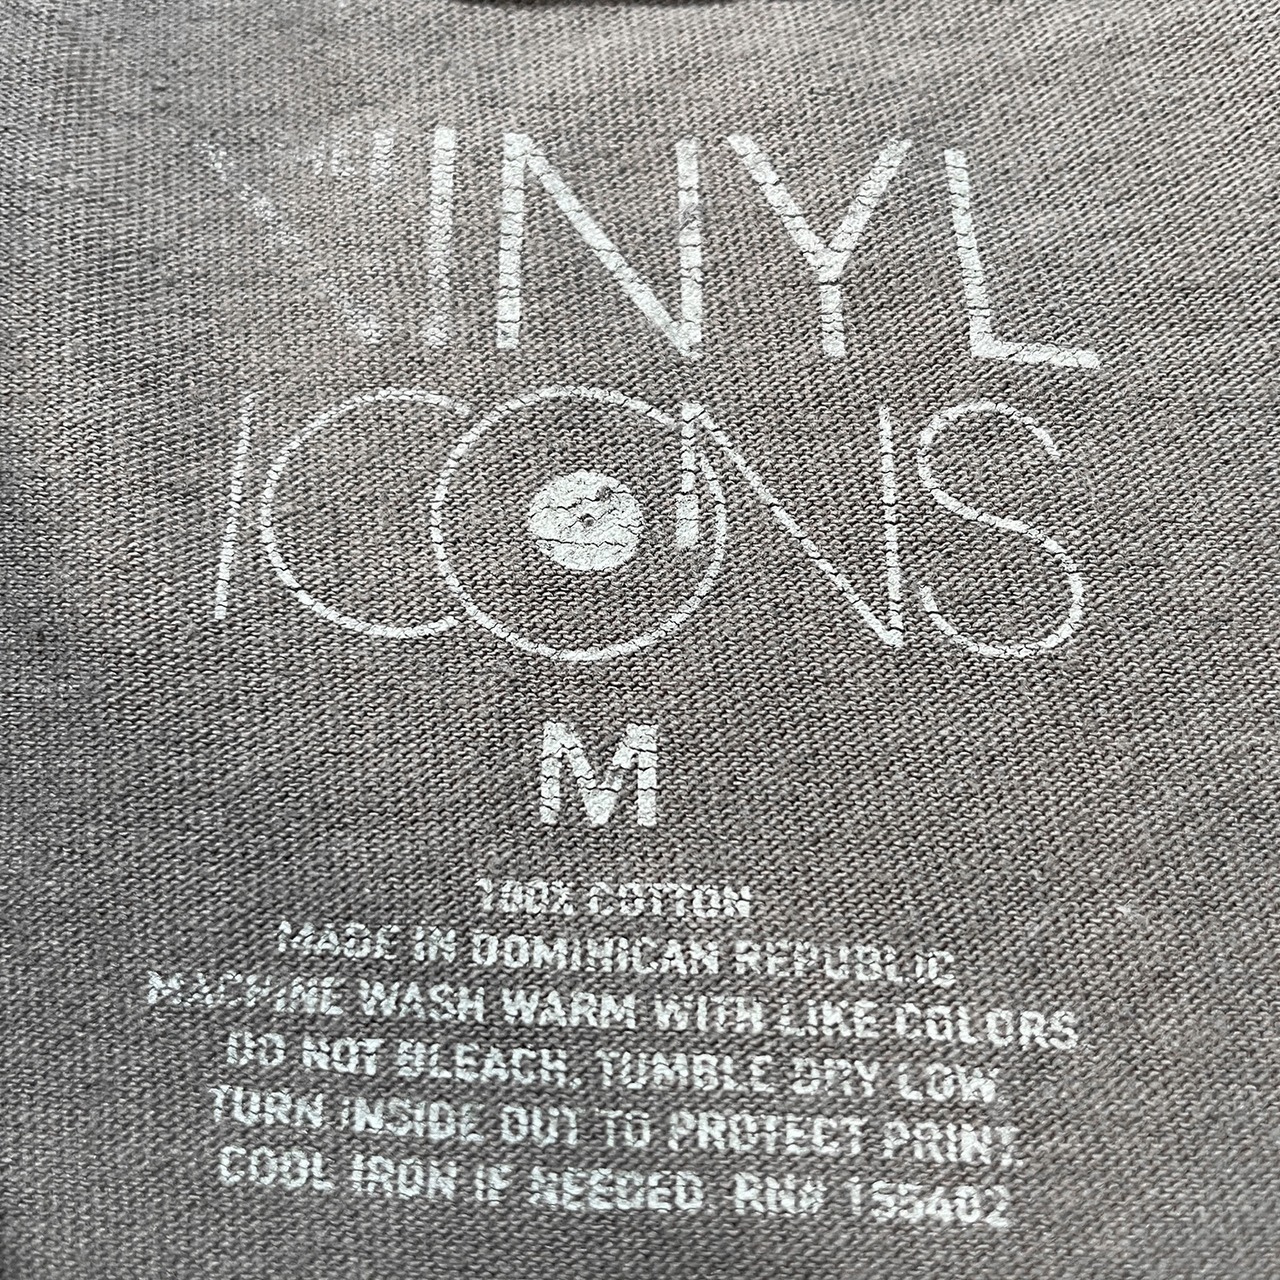 VINYL
ICONS
M
100% COTTON
MADE IN DOMINICAN REPUBLIC
MACHINE WASH WARM WITH LIKE COLORS
DO NOT BLEACH. TUMBLE DRY LOW.
TURN INSIDE OUT TO PROTECT PRINT.
COOL IRON IF NEEDED. RN# 155402